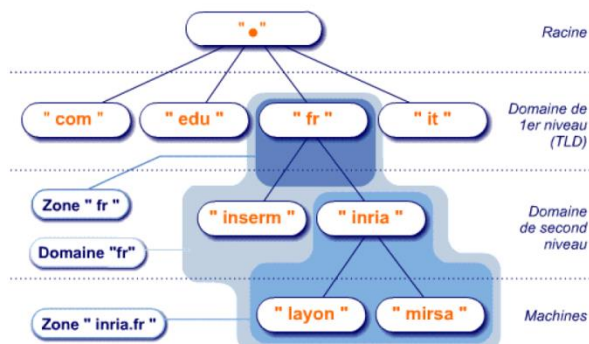 " ● "
Racine
" com "
" edu "
" fr "
" it "
Domaine de
1er niveau
(TLD)
Zone " fr "
" inserm "
" inria "
Domaine
de second
niveau
Domaine "fr"
Zone " inria.fr "
" layon "
" mirsa "
Machines